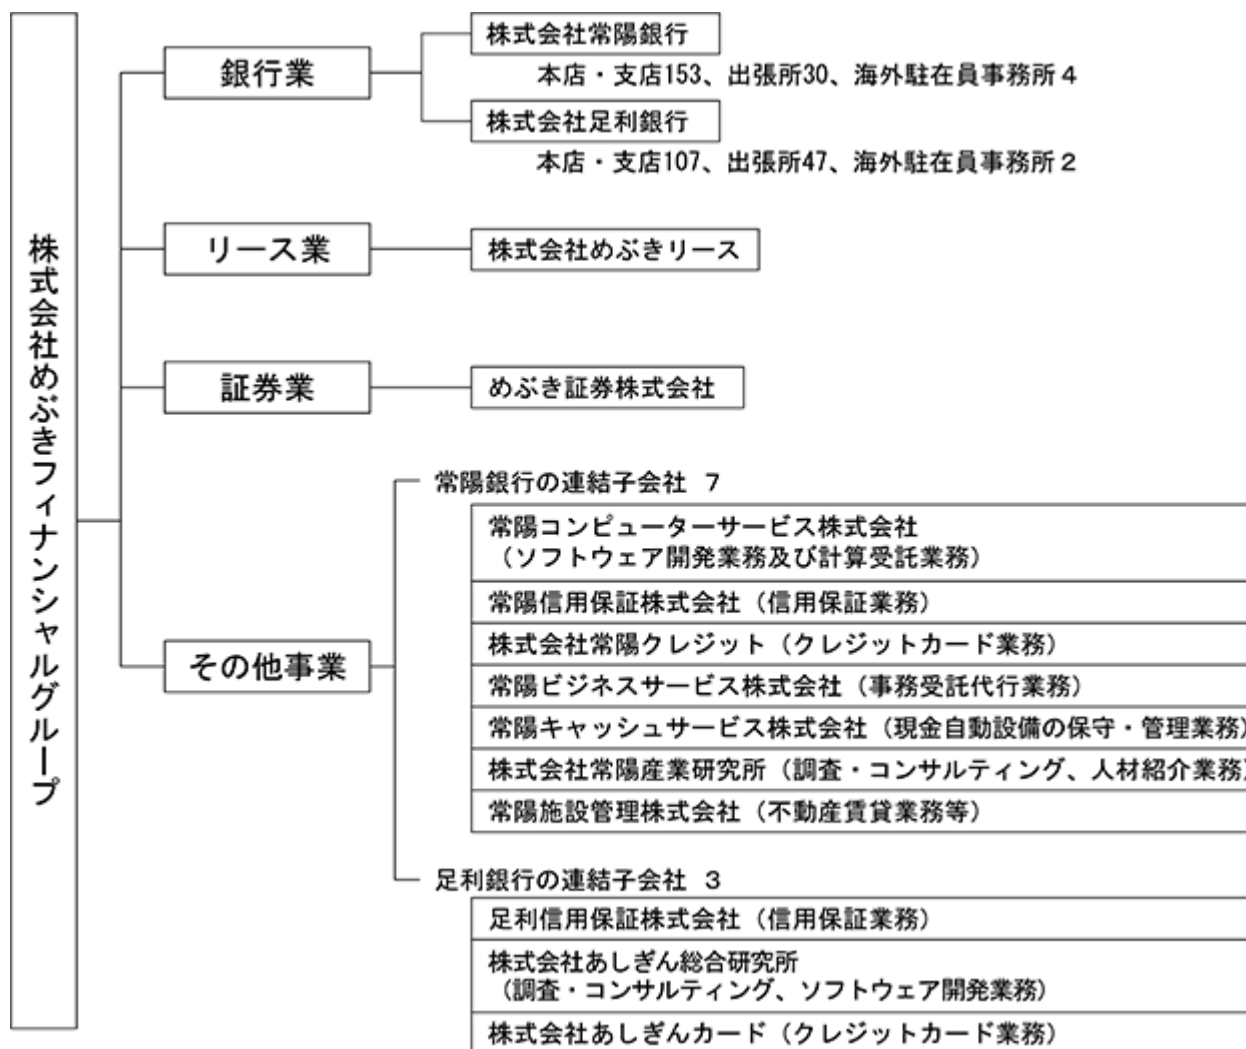 株式会社めぶきフィナンシャルグループ
銀行業
株式会社常陽銀行
本店・支店153、出張所30、海外駐在員事務所4
株式会社足利銀行
本店・支店107、出張所47、海外駐在員事務所2
リース業
株式会社めぶきリース
証券業
めぶき証券株式会社
その他事業
常陽銀行の連結子会社 7
常陽コンピューターサービス株式会社
(ソフトウェア開発業務及び計算受託業務)
常陽信用保証株式会社(信用保証業務)
株式会社常陽クレジット(クレジットカード業務)
常陽ビジネスサービス株式会社(事務受託代行業務)
常陽キャッシュサービス株式会社(現金自動設備の保守・管理業務)
株式会社常陽産業研究所(調査・コンサルティング、人材紹介業務)
常陽施設管理株式会社(不動産賃貸業務等)
足利銀行の連結子会社 3
足利信用保証株式会社(信用保証業務)
株式会社あしぎん総合研究所
(調査・コンサルティング、ソフトウェア開発業務)
株式会社あしぎんカード(クレジットカード業務)